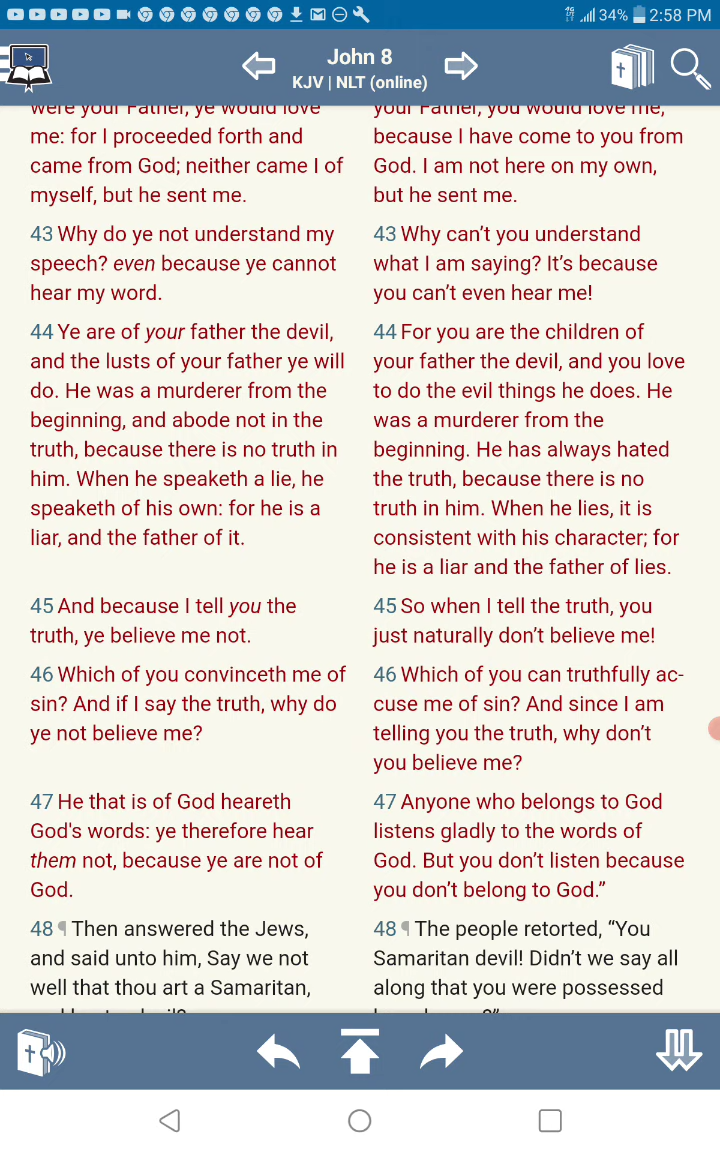 4G
LTE
34%
2:58 PM
John 8
KJV | NLT (online)
were your Father, ye would love
me: for I proceeded forth and
came from God; neither came I of
myself, but he sent me.
43 Why do ye not understand my
speech? even because ye cannot
hear my word.
44 Ye are of your father the devil,
and the lusts of your father ye will
do. He was a murderer from the
beginning, and abode not in the
truth, because there is no truth in
him. When he speaketh a lie, he
speaketh of his own: for he is a
liar, and the father of it.
45 And because I tell you the
truth, ye believe me not.
46 Which of you convinceth me of
sin? And if I say the truth, why do
ye not believe me?
47 He that is of God heareth
God's words: ye therefore hear
them not, because ye are not of
God.
48 ¶ Then answered the Jews,
and said unto him, Say we not
well that thou art a Samaritan,
your Father, you would love me,
because I have come to you from
God. I am not here on my own,
but he sent me.
43 Why can’t you understand
what I am saying? It’s because
you can’t even hear me!
44 For you are the children of
your father the devil, and you love
to do the evil things he does. He
was a murderer from the
beginning. He has always hated
the truth, because there is no
truth in him. When he lies, it is
consistent with his character; for
he is a liar and the father of lies.
45 So when I tell the truth, you
just naturally don’t believe me!
46 Which of you can truthfully ac-
cuse me of sin? And since I am
telling you the truth, why don’t
you believe me?
47 Anyone who belongs to God
listens gladly to the words of
God. But you don’t listen because
you don’t belong to God.”
48 ¶ The people retorted, “You
Samaritan devil! Didn’t we say all
along that you were possessed